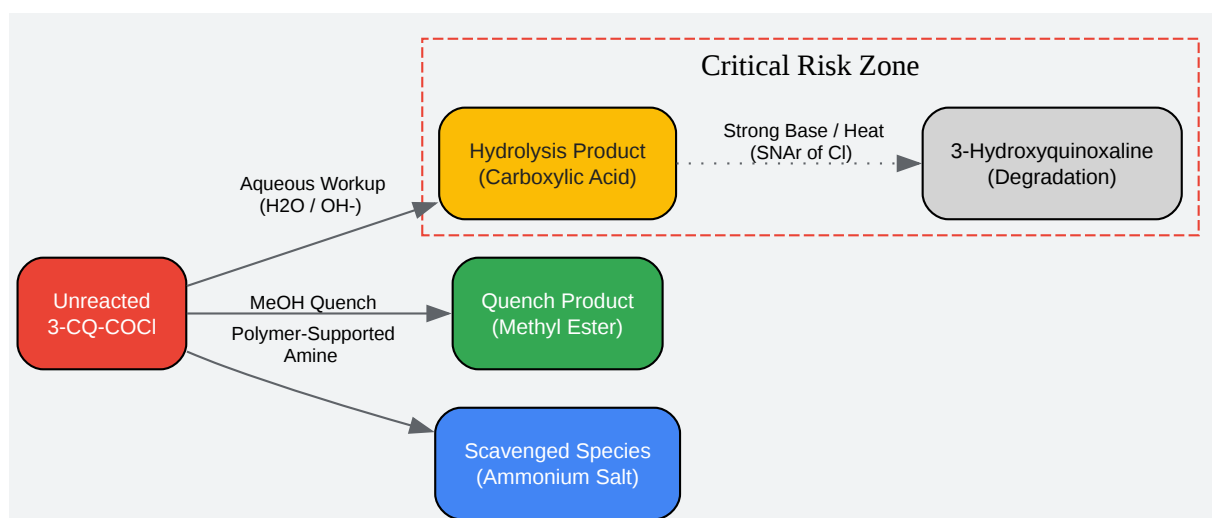 Critical Risk Zone
Hydrolysis Product
(Carboxylic Acid)
Strong Base / Heat
(SNAr of Cl)
3-Hydroxyquinoxaline
(Degradation)
Aqueous Workup
(H2O / OH-)
Unreacted
3-CQ-COCl
MeOH Quench
Quench Product
(Methyl Ester)
Polymer-Supported
Amine
Scavenged Species
(Ammonium Salt)